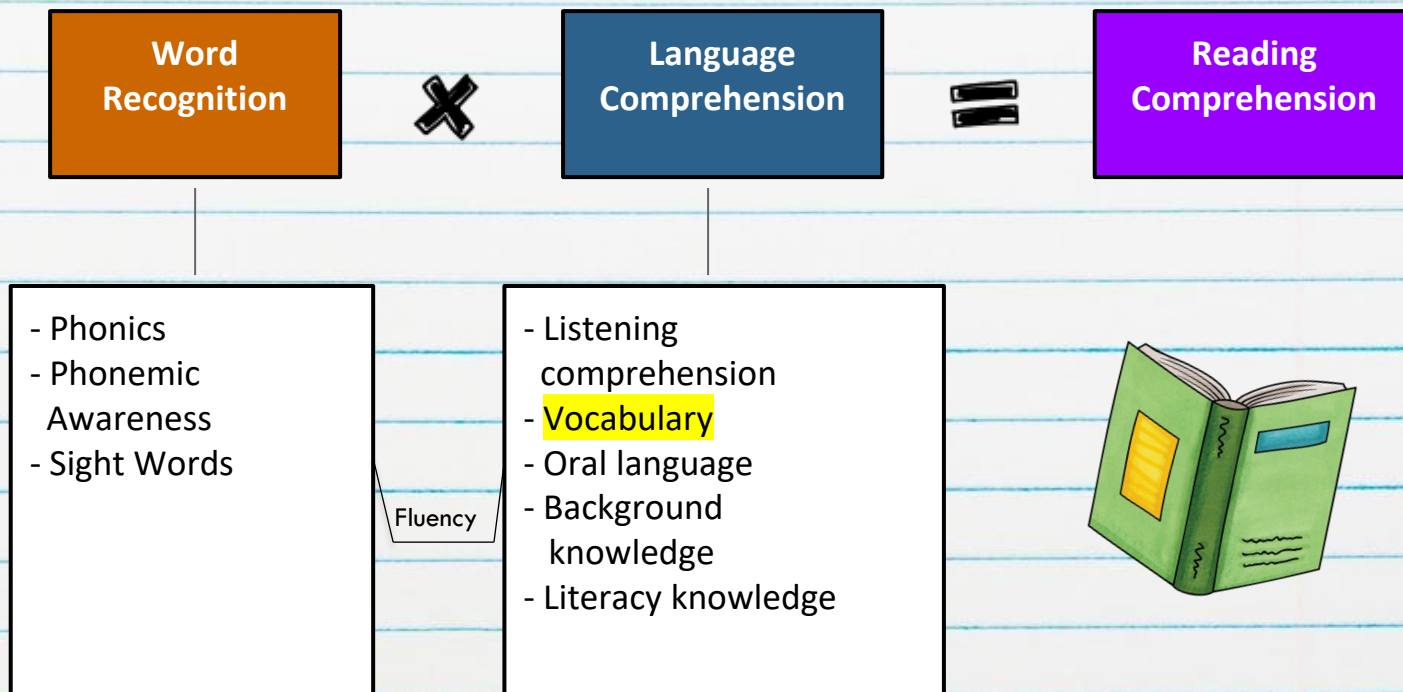 Word
Recognition
Language
Comprehension
Reading
Comprehension
- Phonics
- Phonemic
Awareness
- Sight Words
Fluency
- Listening
comprehension
- Vocabulary
- Oral language
- Background
knowledge
- Literacy knowledge